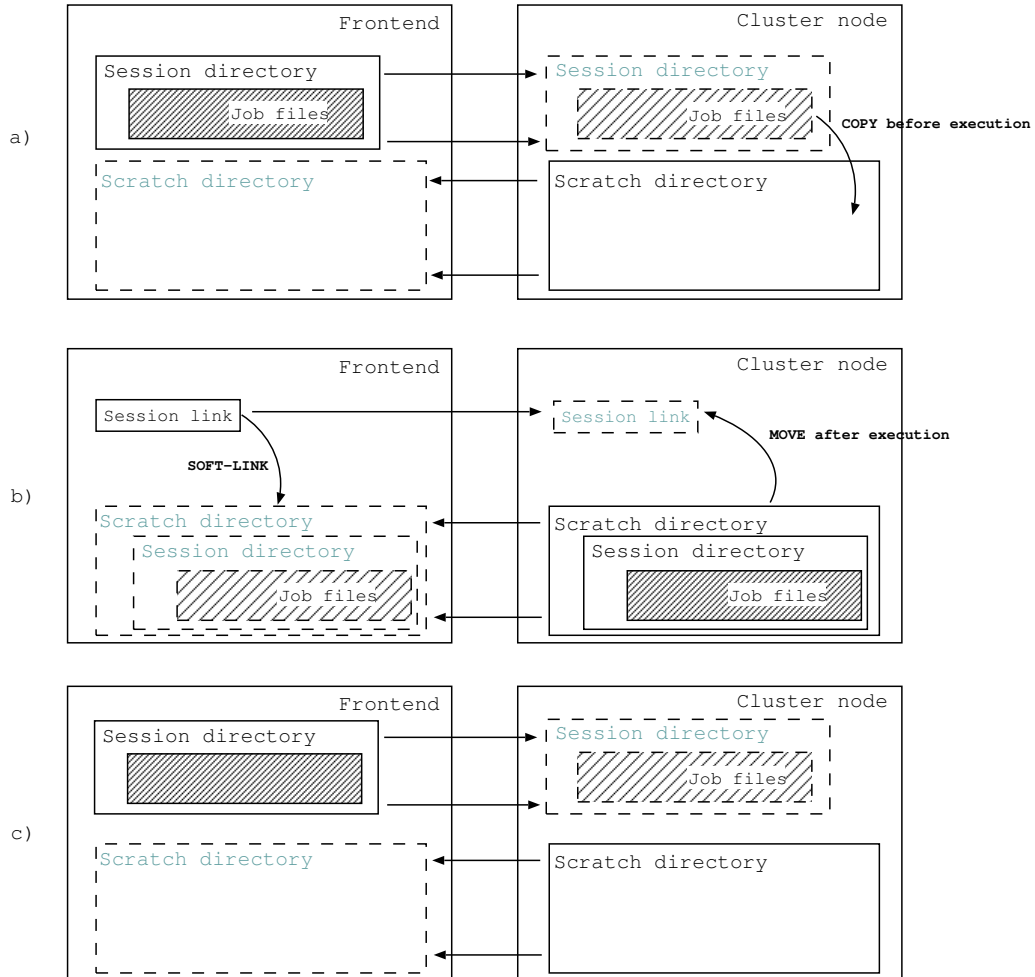 a)
Frontend
Session directory
Job files
Scratch directory
Cluster node
Session directory
Job files
COPY before execution
Scratch directory
b)
Frontend
Session link
SOFT-LINK
Scratch directory
Session directory
Job files
Cluster node
Session link
MOVE after execution
Scratch directory
Session directory
Job files
c)
Frontend
Session directory
Scratch directory
Cluster node
Session directory
Job files
Scratch directory